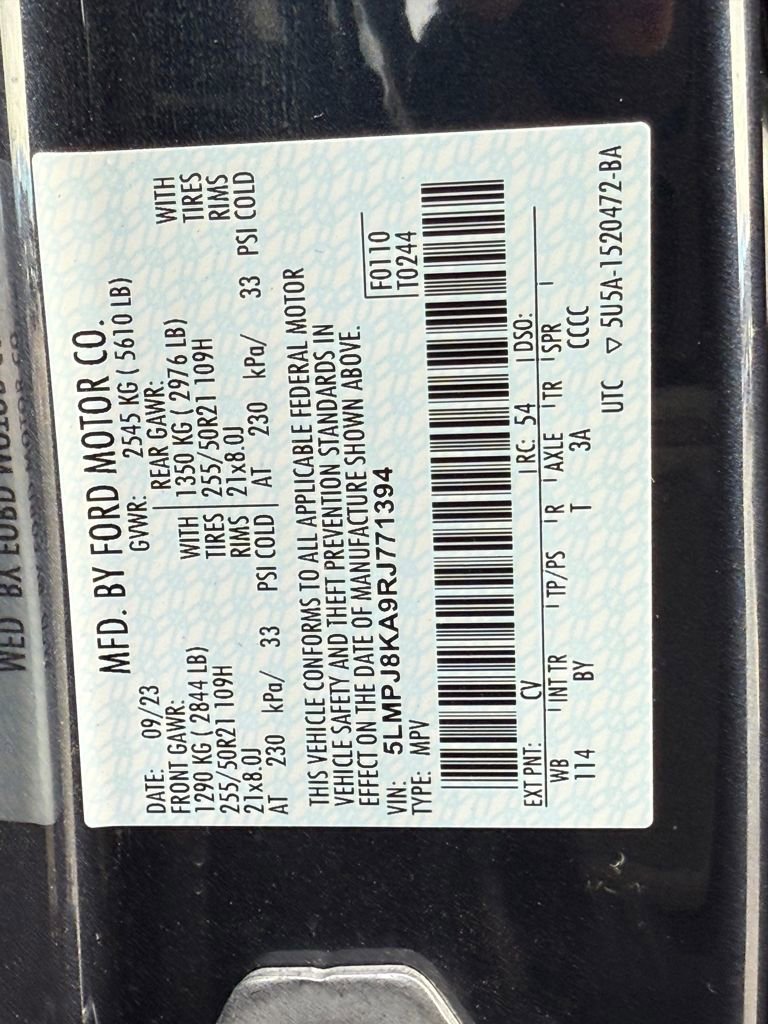 MFD. BY FORD MOTOR CO.
DATE: 09/23 GVWR: 2545 KG ( 5610 LB)
FRONT GAWR: REAR GAWR:
1290 KG ( 2844 LB) WITH 1350 KG ( 2976 LB) WITH
255/50R21 109H TIRES 255/50R21 109H TIRES
21x8.0J RIMS 21x8.0J RIMS
AT 230 kPa/ 33 PSI COLD AT 230 kPa/ 33 PSI COLD
THIS VEHICLE CONFORMS TO ALL APPLICABLE FEDERAL MOTOR
VEHICLE SAFETY AND THEFT PREVENTION STANDARDS IN
EFFECT ON THE DATE OF MANUFACTURE SHOWN ABOVE.
VIN: 5LMPJ8KA9RJ771394 F0110
TYPE: MPV T0244
EXT PNT: CV RC: 54 DSO:
WB INT TR TP/PS R AXLE TR SPR
114 BY T 3A CCCC
UTC ▽ 5U5A-1520472-BA